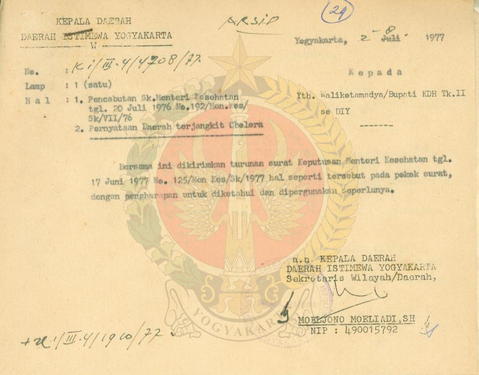 ARSIP
29
KEPALA DAERAH
DAERAH ISTIMEWA YOGYAKARTA
Yogyakarta, 2-8 Juli 1977
No. : K1/III-4/4208/77
Kepada
Lamp : 1 (satu)
Hal : 1. Pencabutan Sk.Menteri Kesehatan
tgl. 20 Juli 1976 No.192/Men.Kes/
Sk/VII/76
2. Pernyataan Daerah terjangkit Cholera
Yth. Walikotamadya/Bupati KDH Tk.II
se DIY
Bersama ini dikirimkan turunan surat Keputusan Menteri Kesehatan tgl.
17 Juni 1977 No. 125/Men Kes/Sk/1977 hal seperti tersebut pada pokok surat,
dengan pengharapan untuk diketahui dan dipergunakan seperlunya.
a.n KEPALA DAERAH
DAERAH ISTIMEWA YOGYAKARTA
Sekretaris Wilayah/Daerah,
MOELJONO MOELIADI,SH
NIP : 490015792
YOGYAKARTA